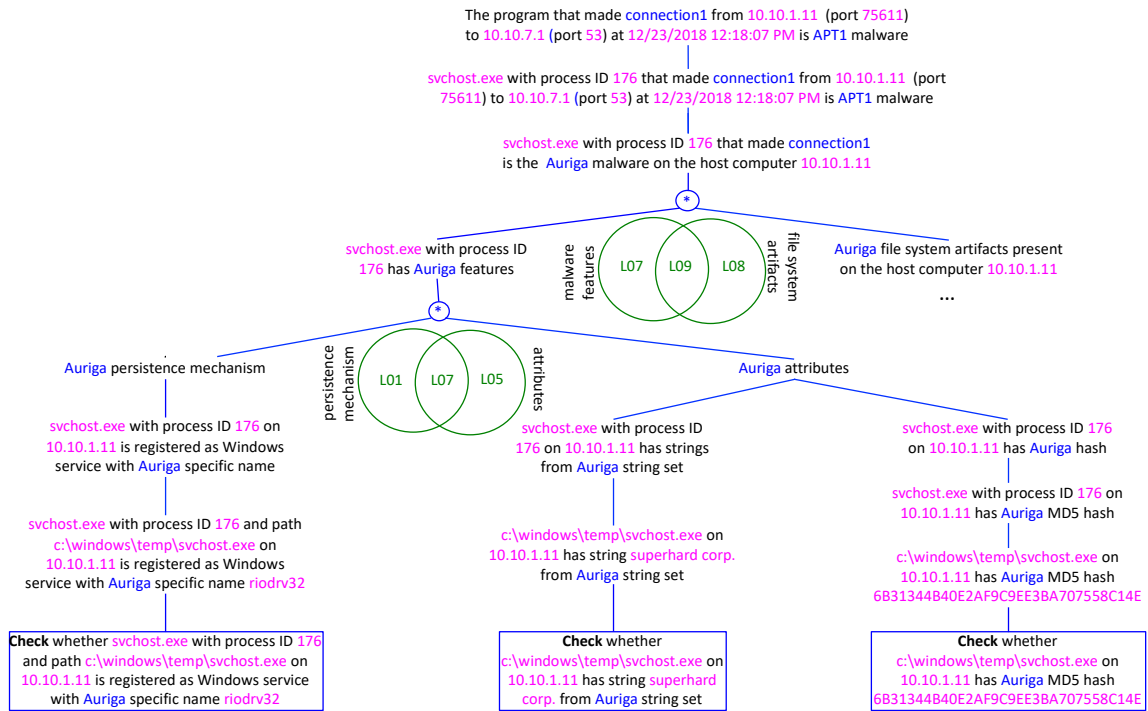 The program that made connection1 from 10.10.1.11 (port 75611)
to 10.10.7.1 (port 53) at 12/23/2018 12:18:07 PM is APT1 malware
svchost.exe with process ID 176 that made connection1 from 10.10.1.11 (port
75611) to 10.10.7.1 (port 53) at 12/23/2018 12:18:07 PM is APT1 malware
svchost.exe with process ID 176 that made connection1
is the Auriga malware on the host computer 10.10.1.11
*
svchost.exe with process ID
176 has Auriga features
malware
features
L07
L09
L08
file system
artifacts
Auriga file system artifacts present
on the host computer 10.10.1.11
...
*
Auriga persistence mechanism
persistence
mechanism
L01
L07
L05
attributes
Auriga attributes
svchost.exe with process ID 176 on
10.10.1.11 is registered as Windows
service with Auriga specific name
svchost.exe with process ID
176 on 10.10.1.11 has strings
from Auriga string set
svchost.exe with process ID 176
on 10.10.1.11 has Auriga hash
svchost.exe with process ID 176 and path
c:\windows\temp\svchost.exe on
10.10.1.11 is registered as Windows
service with Auriga specific name riodrv32
c:\windows\temp\svchost.exe on
10.10.1.11 has string superhard corp.
from Auriga string set
svchost.exe with process ID 176 on
10.10.1.11 has Auriga MD5 hash
c:\windows\temp\svchost.exe on
10.10.1.11 has Auriga MD5 hash
6B31344B40E2AF9C9EE3BA707558C14E
Check whether svchost.exe with process ID 176
and path c:\windows\temp\svchost.exe on
10.10.1.11 is registered as Windows service
with Auriga specific name riodrv32
Check whether
c:\windows\temp\svchost.exe on
10.10.1.11 has string superhard
corp. from Auriga string set
Check whether
c:\windows\temp\svchost.exe on
10.10.1.11 has Auriga MD5 hash
6B31344B40E2AF9C9EE3BA707558C14E